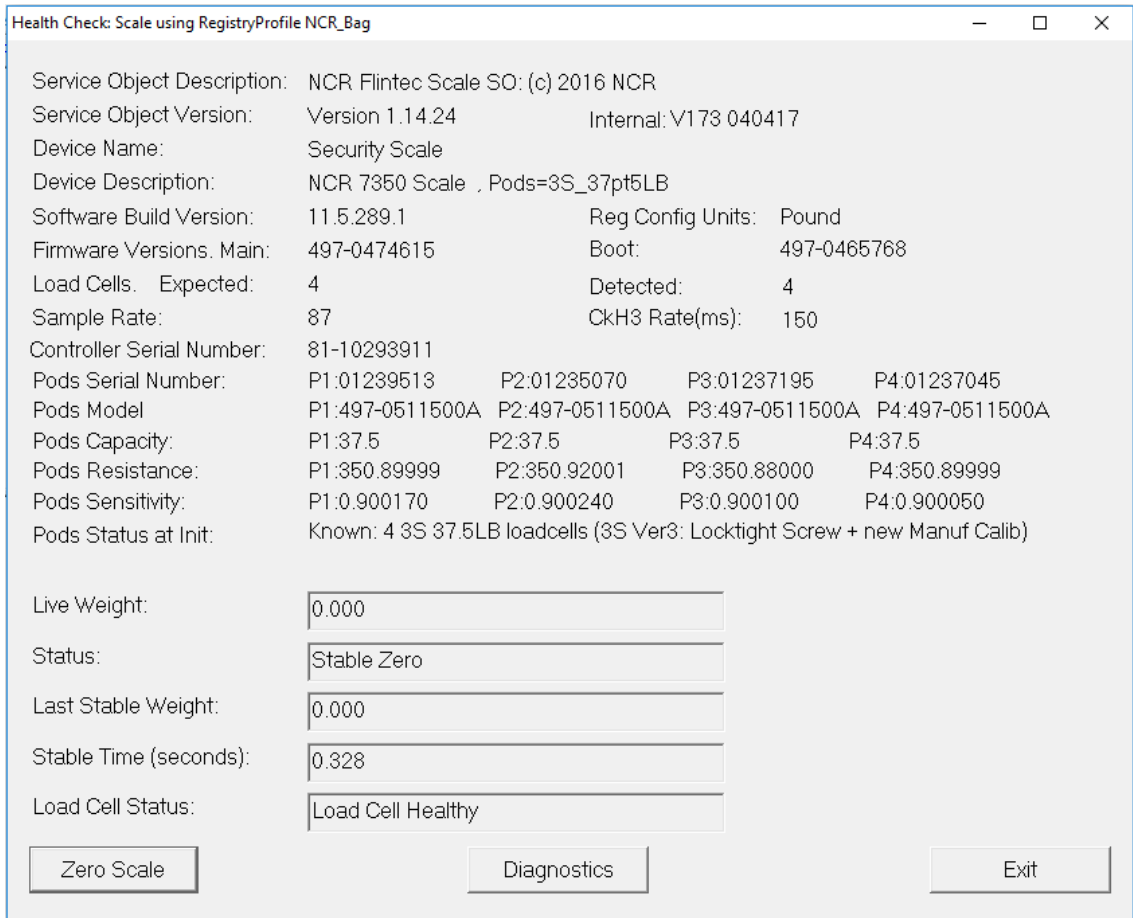 Health Check: Scale using RegistryProfile NCR_Bag
Service Object Description: NCR Flintec Scale SO: (c) 2016 NCR
Service Object Version: Version 1.14.24 Internal: V173 040417
Device Name: Security Scale
Device Description: NCR 7350 Scale , Pods=3S_37pt5LB
Software Build Version: 11.5.289.1 Reg Config Units: Pound
Firmware Versions. Main: 497-0474615 Boot: 497-0465768
Load Cells. Expected: 4 Detected: 4
Sample Rate: 87 CkH3 Rate(ms): 150
Controller Serial Number: 81-10293911
Pods Serial Number: P1:01239513 P2:01235070 P3:01237195 P4:01237045
Pods Model P1:497-0511500A P2:497-0511500A P3:497-0511500A P4:497-0511500A
Pods Capacity: P1:37.5 P2:37.5 P3:37.5 P4:37.5
Pods Resistance: P1:350.89999 P2:350.92001 P3:350.88000 P4:350.89999
Pods Sensitivity: P1:0.900170 P2:0.900240 P3:0.900100 P4:0.900050
Pods Status at Init: Known: 4 3S 37.5LB loadcells (3S Ver3: Locktight Screw + new Manuf Calib)
Live Weight: 0.000
Status: Stable Zero
Last Stable Weight: 0.000
Stable Time (seconds): 0.328
Load Cell Status: Load Cell Healthy
Zero Scale Diagnostics Exit